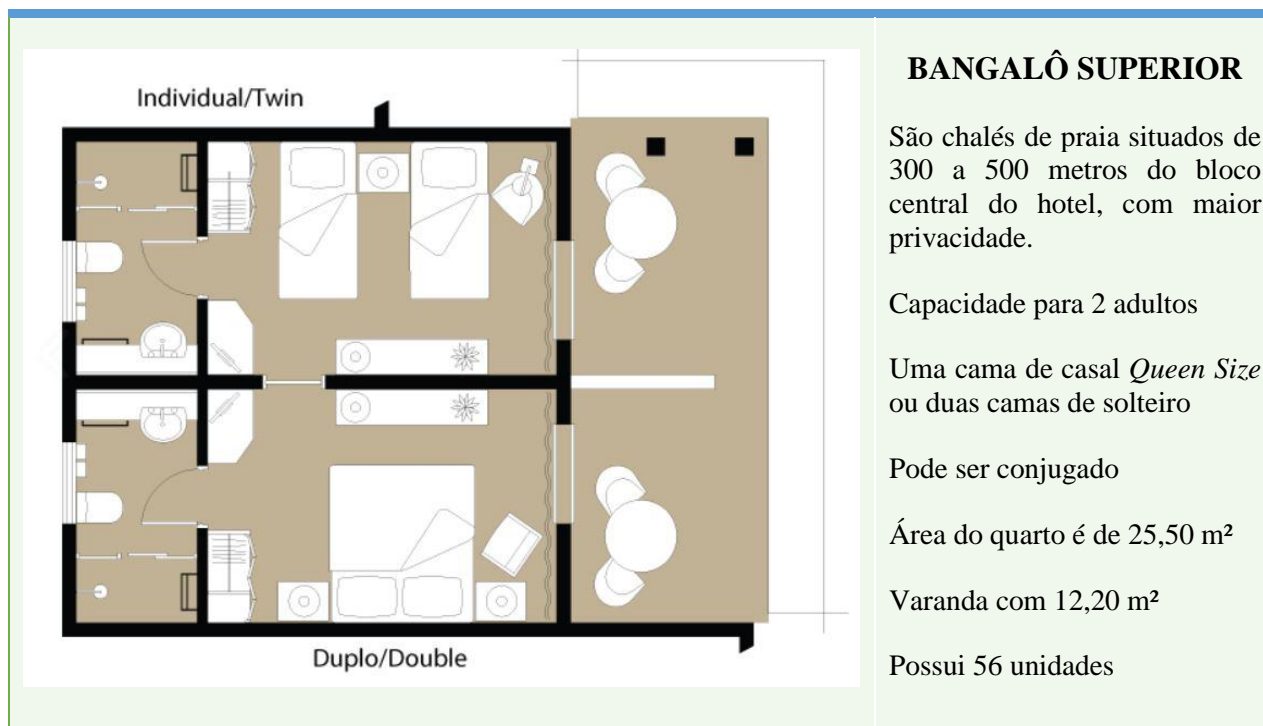 Individual/Twin
Duplo/Double
BANGALÔ SUPERIOR
São chalés de praia situados de
300 a 500 metros do bloco
central do hotel, com maior
privacidade.
Capacidade para 2 adultos
Uma cama de casal Queen Size
ou duas camas de solteiro
Pode ser conjugado
Área do quarto é de 25,50 m²
Varanda com 12,20 m²
Possui 56 unidades